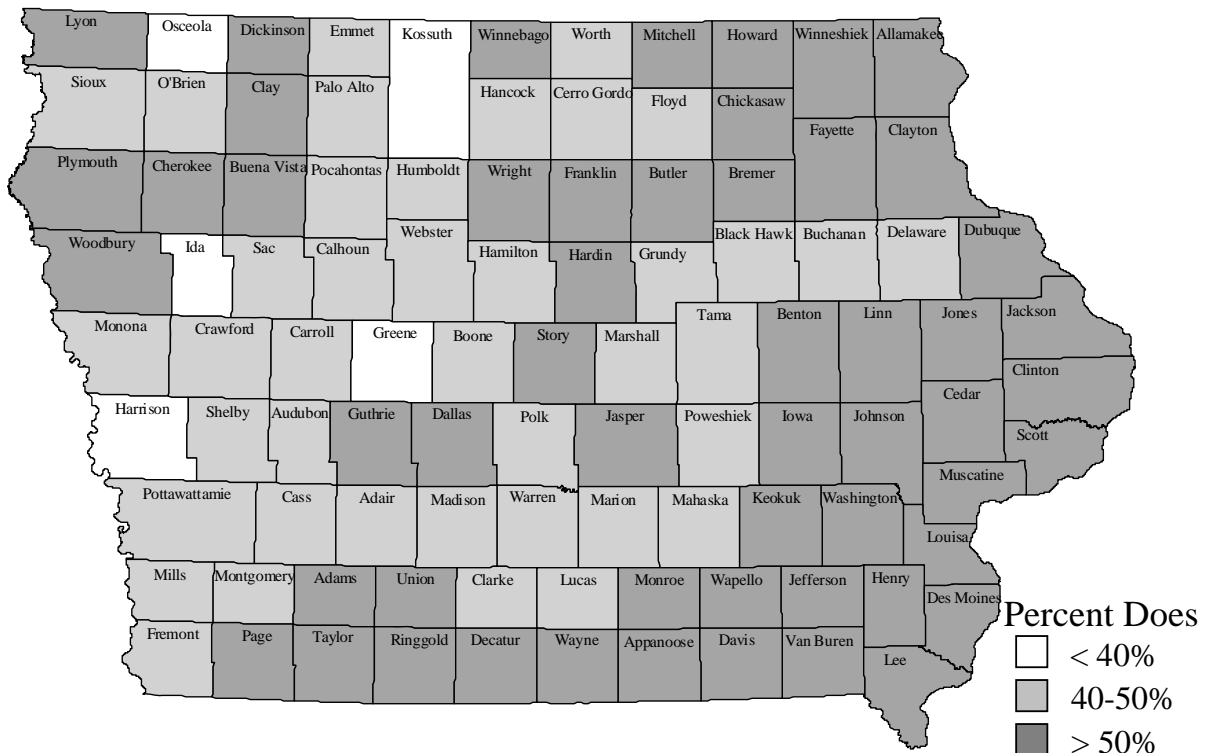 Lyon Osceola Dickinson Emmet Kossuth Winnebago Worth Mitchell Howard Winneshiek Allamakee
Sioux O'Brien Clay Palo Alto Hancock Cerro Gordo Floyd Chickasaw
Fayette Clayton
Plymouth Cherokee Buena Vista Pocahontas Humboldt Wright Franklin Butler Bremer
Woodbury Ida Sac Calhoun Webster Hamilton Hardin Grundy Black Hawk Buchanan Delaware Dubuque
Monona Crawford Carroll Greene Boone Story Marshall Tama Benton Linn Jones Jackson
Clinton
Harrison Shelby Audubon Guthrie Dallas Polk Jasper Poweshiek Iowa Johnson Cedar
Scott
Muscatine
Pottawattamie Cass Adair Madison Warren Marion Mahaska Keokuk Washington
Louisa
Mills Montgomery Adams Union Clarke Lucas Monroe Wapello Jefferson Henry
Des Moines
Fremont Page Taylor Ringgold Decatur Wayne Appanoose Davis Van Buren
Lee
Percent Does
< 40%
40-50%
> 50%